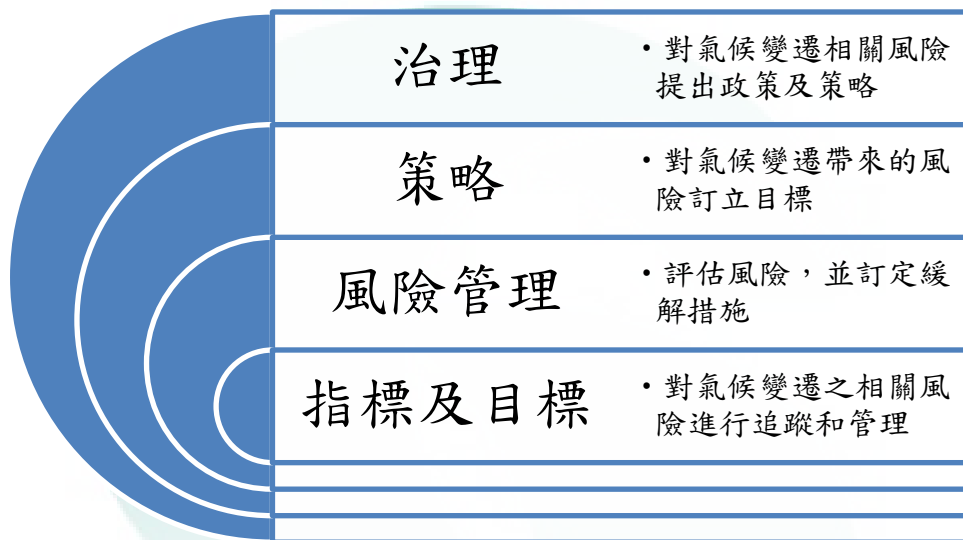 治理
・對氣候變遷相關風險
提出政策及策略
策略
・對氣候變遷帶來的風
險訂立目標
風險管理
・評估風險，並訂定緩
解措施
指標及目標
・對氣候變遷之相關風
險進行追蹤和管理